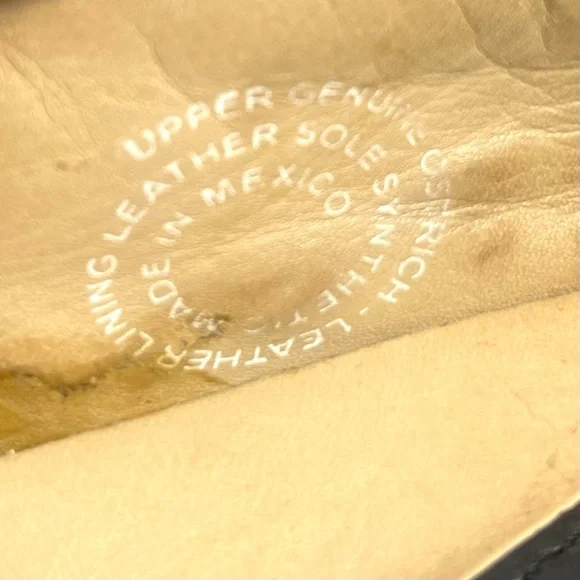 UPPER GENUINE OSTRICH - LEATHER LINING
LEATHER SOLE SYNTHETIC
MADE IN MEXICO